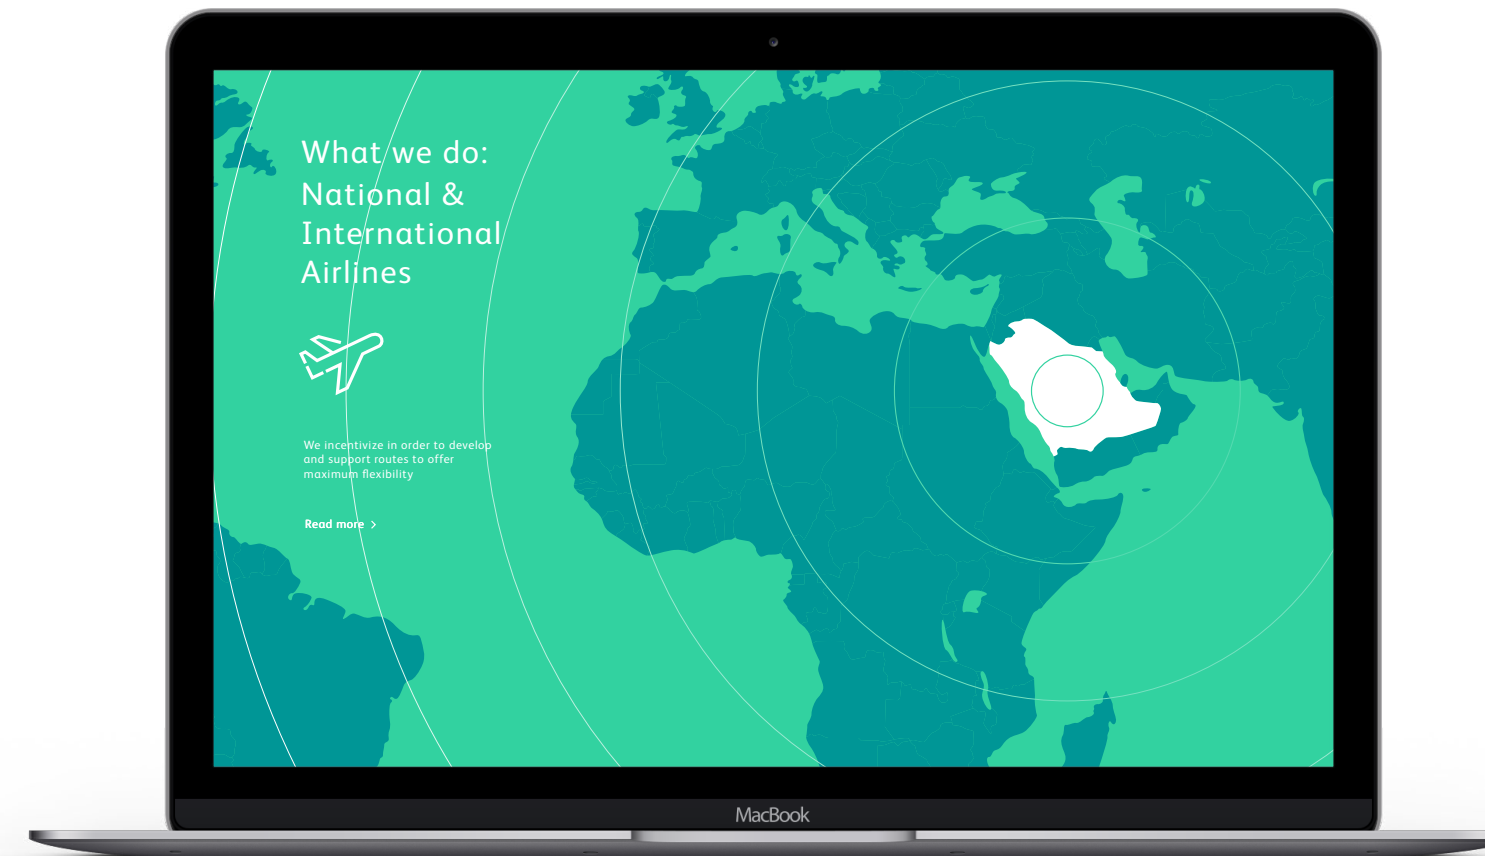 What we do:
National &
International
Airlines
We incentivize in order to develop
and support routes to offer
maximum flexibility
Read more >
MacBook